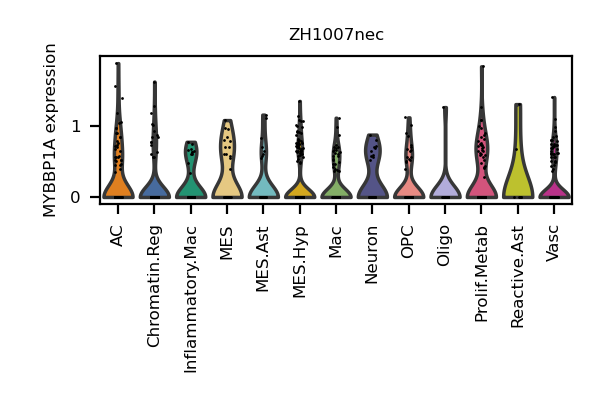 ZH1007nec
MYBBP1A expression
1
0
AC
Chromatin.Reg
Inflammatory.Mac
MES
MES.Ast
MES.Hyp
Mac
Neuron
OPC
Oligo
Prolif.Metab
Reactive.Ast
Vasc